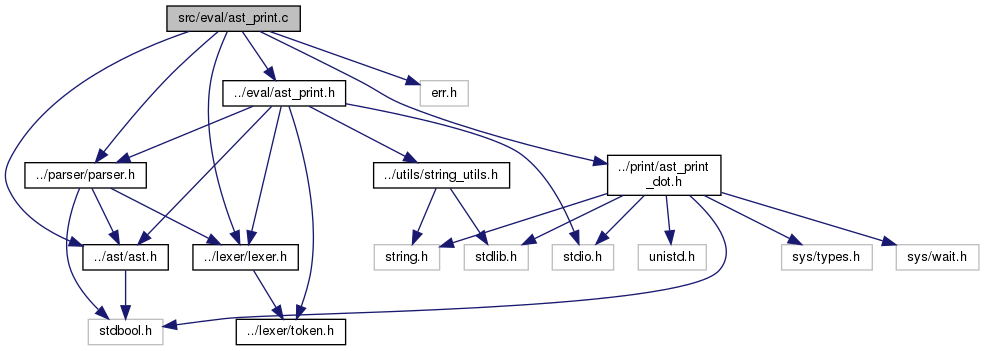 src/eval/ast_print.c
../eval/ast_print.h
err.h
../parser/parser.h
../utils/string_utils.h
../print/ast_print
_dot.h
../ast/ast.h
../lexer/lexer.h
string.h
stdlib.h
stdio.h
unistd.h
sys/types.h
sys/wait.h
stdbool.h
../lexer/token.h